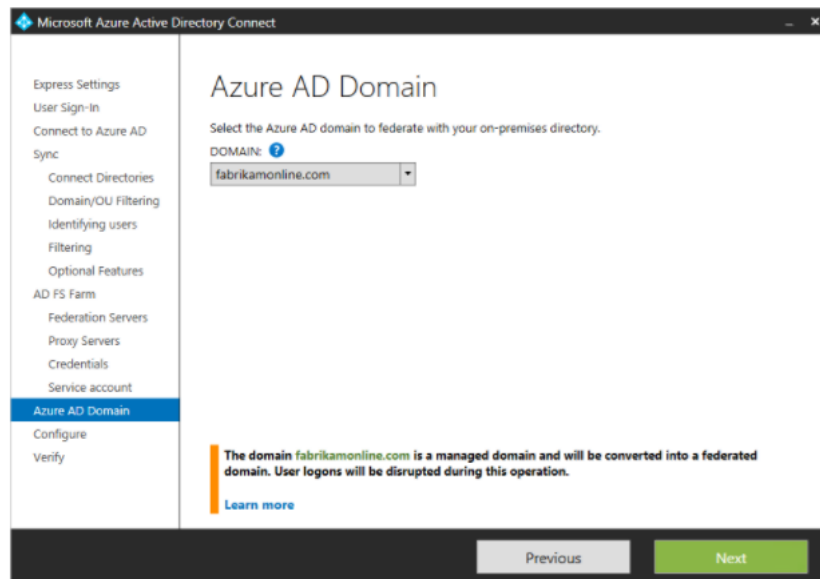 Microsoft Azure Active Directory Connect
Express Settings
User Sign-In
Connect to Azure AD
Sync
Connect Directories
Domain/OU Filtering
Identifying users
Filtering
Optional Features
AD FS Farm
Federation Servers
Proxy Servers
Credentials
Service account
Azure AD Domain
Configure
Verify
Azure AD Domain
Select the Azure AD domain to federate with your on-premises directory.
DOMAIN: ?
fabrikamonline.com
The domain fabrikamonline.com is a managed domain and will be converted into a federated
domain. User logons will be disrupted during this operation.
Learn more
Previous
Next